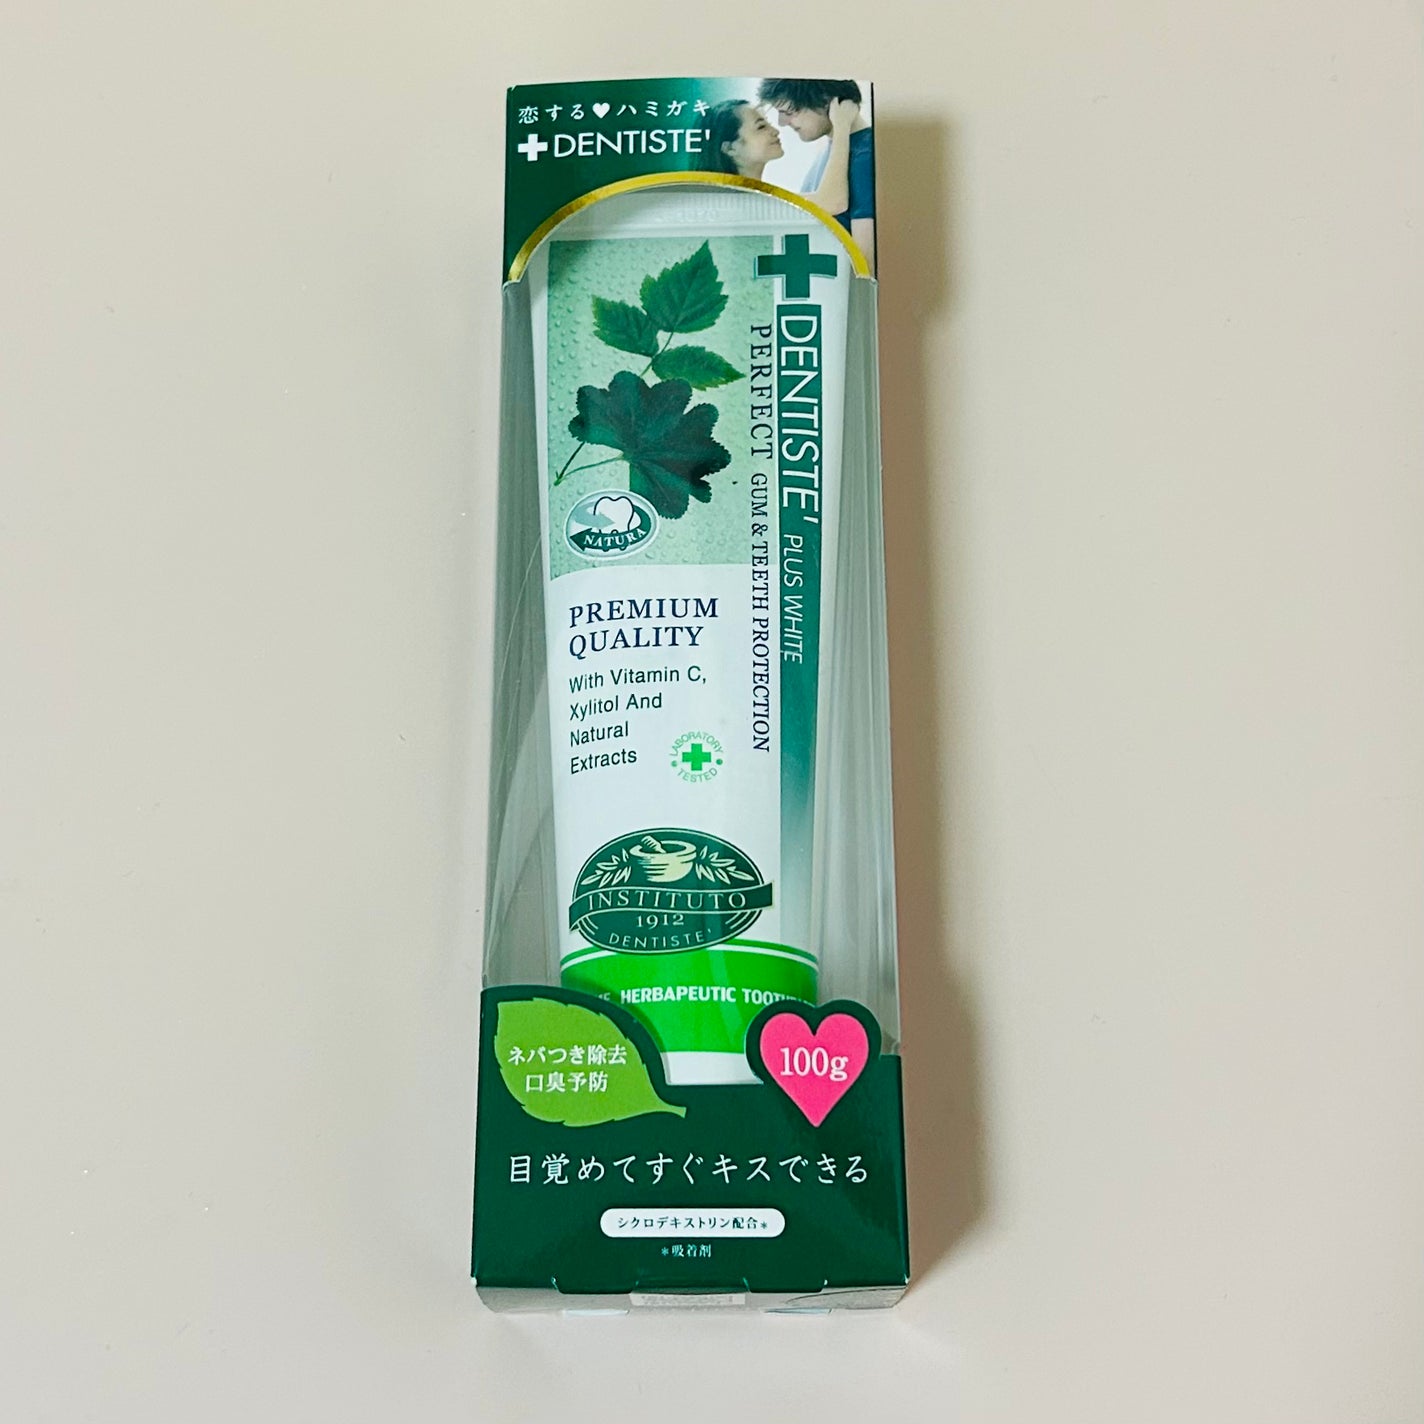 恋する♥ハミガキ
DENTISTE'
DENTISTE' PLUS WHITE
PERFECT GUM & TEETH PROTECTION
NATURA
PREMIUM
QUALITY
With Vitamin C,
Xylitol And
Natural
Extracts
LABORATORY
TESTED
INSTITUTO
1912
DENTISTE'
HERBAPEUTIC
ネバつき除去
口臭予防
100g
目覚めてすぐキスできる
シクロデキストリン配合*
*吸着剤